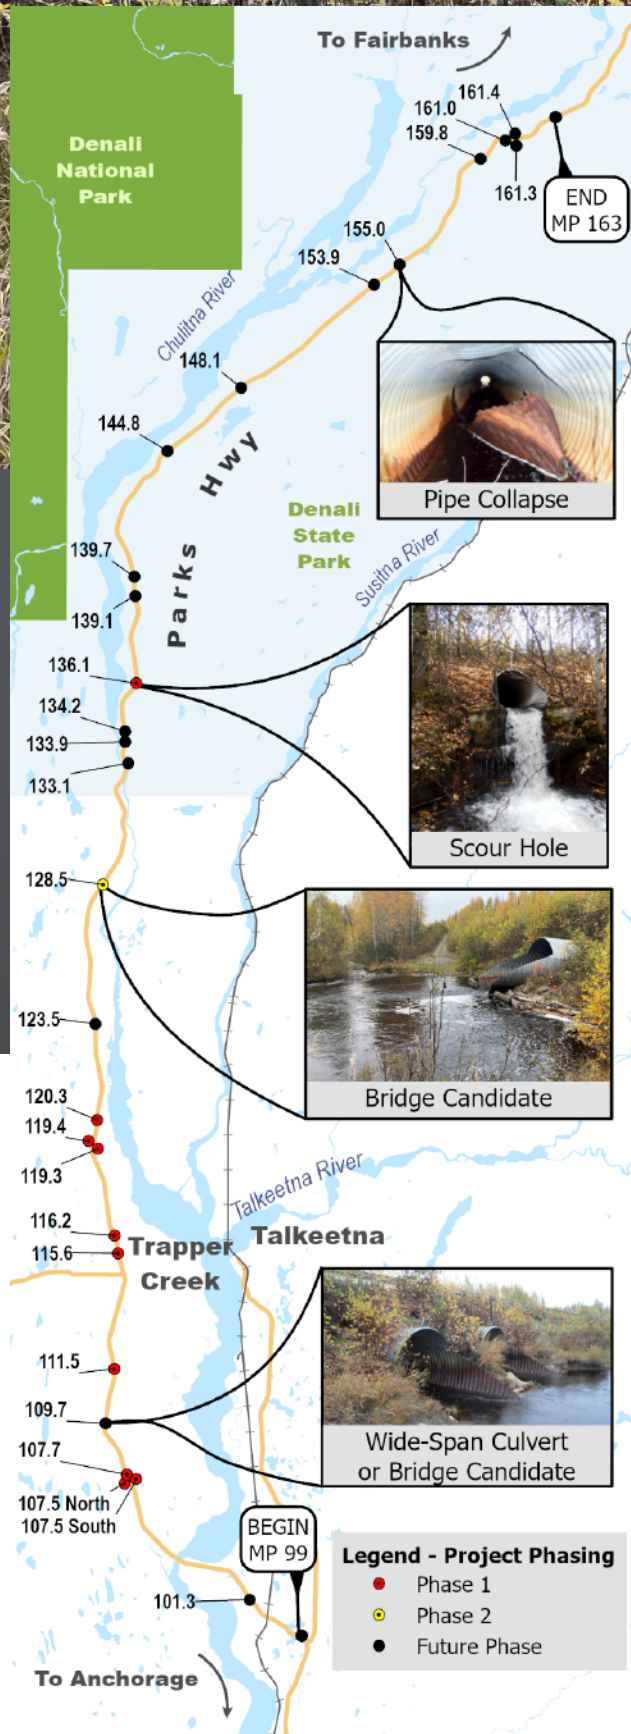 To Fairbanks
161.4
161.0
159.8
161.3
END
MP 163
Denali
National
Park
155.0
153.9
Chulitna River
148.1
Pipe Collapse
144.8
Parks Hwy
Denali
State
Park
Susitna River
139.7
139.1
136.1
134.2
133.9
133.1
Scour Hole
128.5
Bridge Candidate
123.5
120.3
119.4
119.3
Talkeetna River
116.2
115.6
Trapper
Creek
Talkeetna
111.5
109.7
Wide-Span Culvert
or Bridge Candidate
107.7
107.5 North
107.5 South
BEGIN
MP 99
101.3
To Anchorage
Legend - Project Phasing
Phase 1
Phase 2
Future Phase